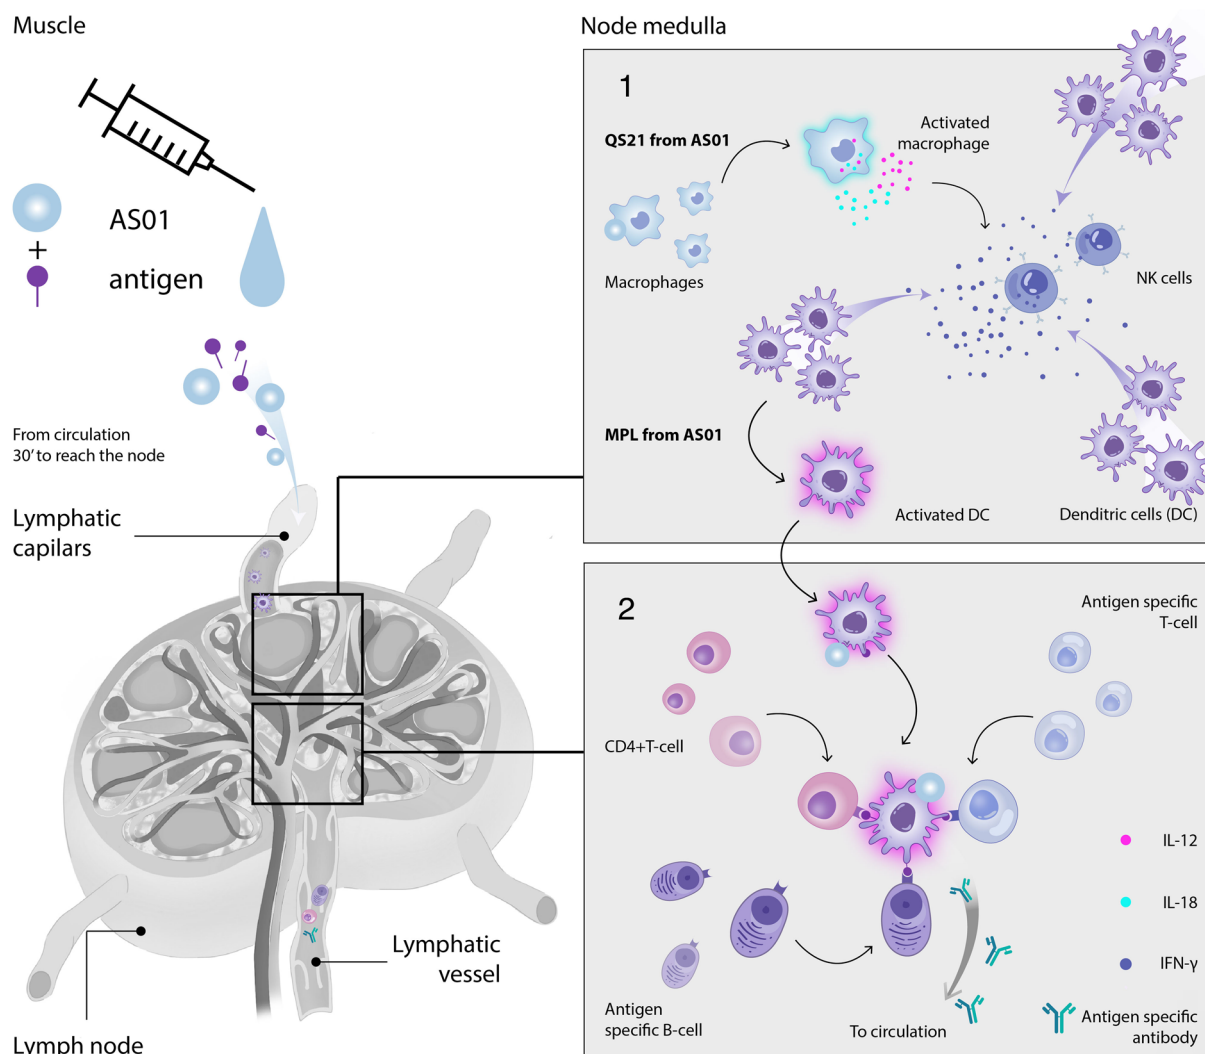 Muscle
AS01
+
antigen
From circulation
30' to reach the node
Lymphatic
capilars
Lymphatic
vessel
Lymph node
Node medulla
1
QS21 from AS01
Activated
macrophage
Macrophages
NK cells
MPL from AS01
Activated DC
Denditric cells (DC)
2
Antigen specific
T-cell
CD4+T-cell
IL-12
IL-18
IFN-γ
Antigen
specific B-cell
To circulation
Antigen specific
antibody